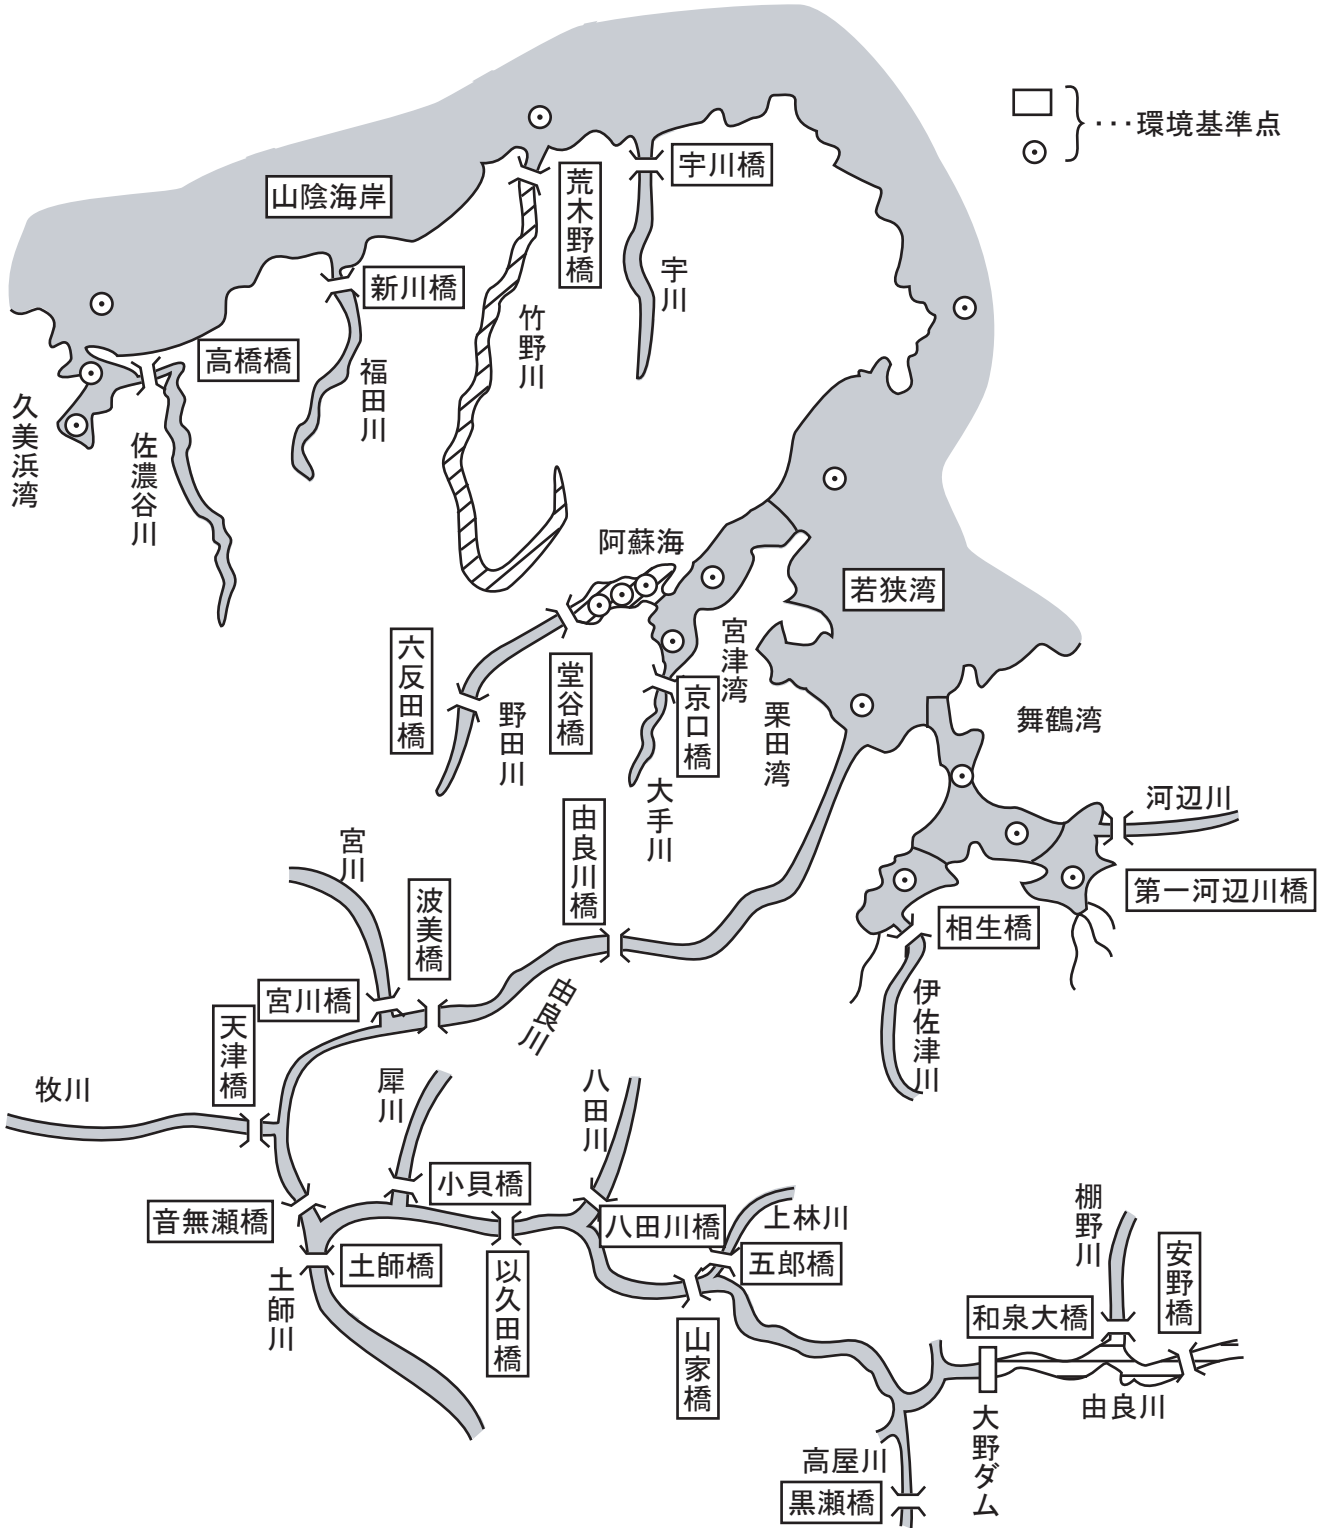 ･･･環境基準点
山陰海岸
荒木野橋
宇川橋
宇川
新川橋
竹野川
高橋橋
福田川
久美浜湾
佐濃谷川
阿蘇海
若狭湾
六反田橋
堂谷橋
宮津湾
京口橋
野田川
栗田湾
舞鶴湾
大手川
河辺川
第一河辺川橋
相生橋
伊佐津川
由良川橋
宮川
波美橋
宮川橋
由良川
天津橋
牧川
犀川
八田川
小貝橋
音無瀬橋
土師橋
土師川
以久田橋
八田川橋
上林川
五郎橋
山家橋
棚野川
安野橋
和泉大橋
由良川
大野ダム
高屋川
黒瀬橋